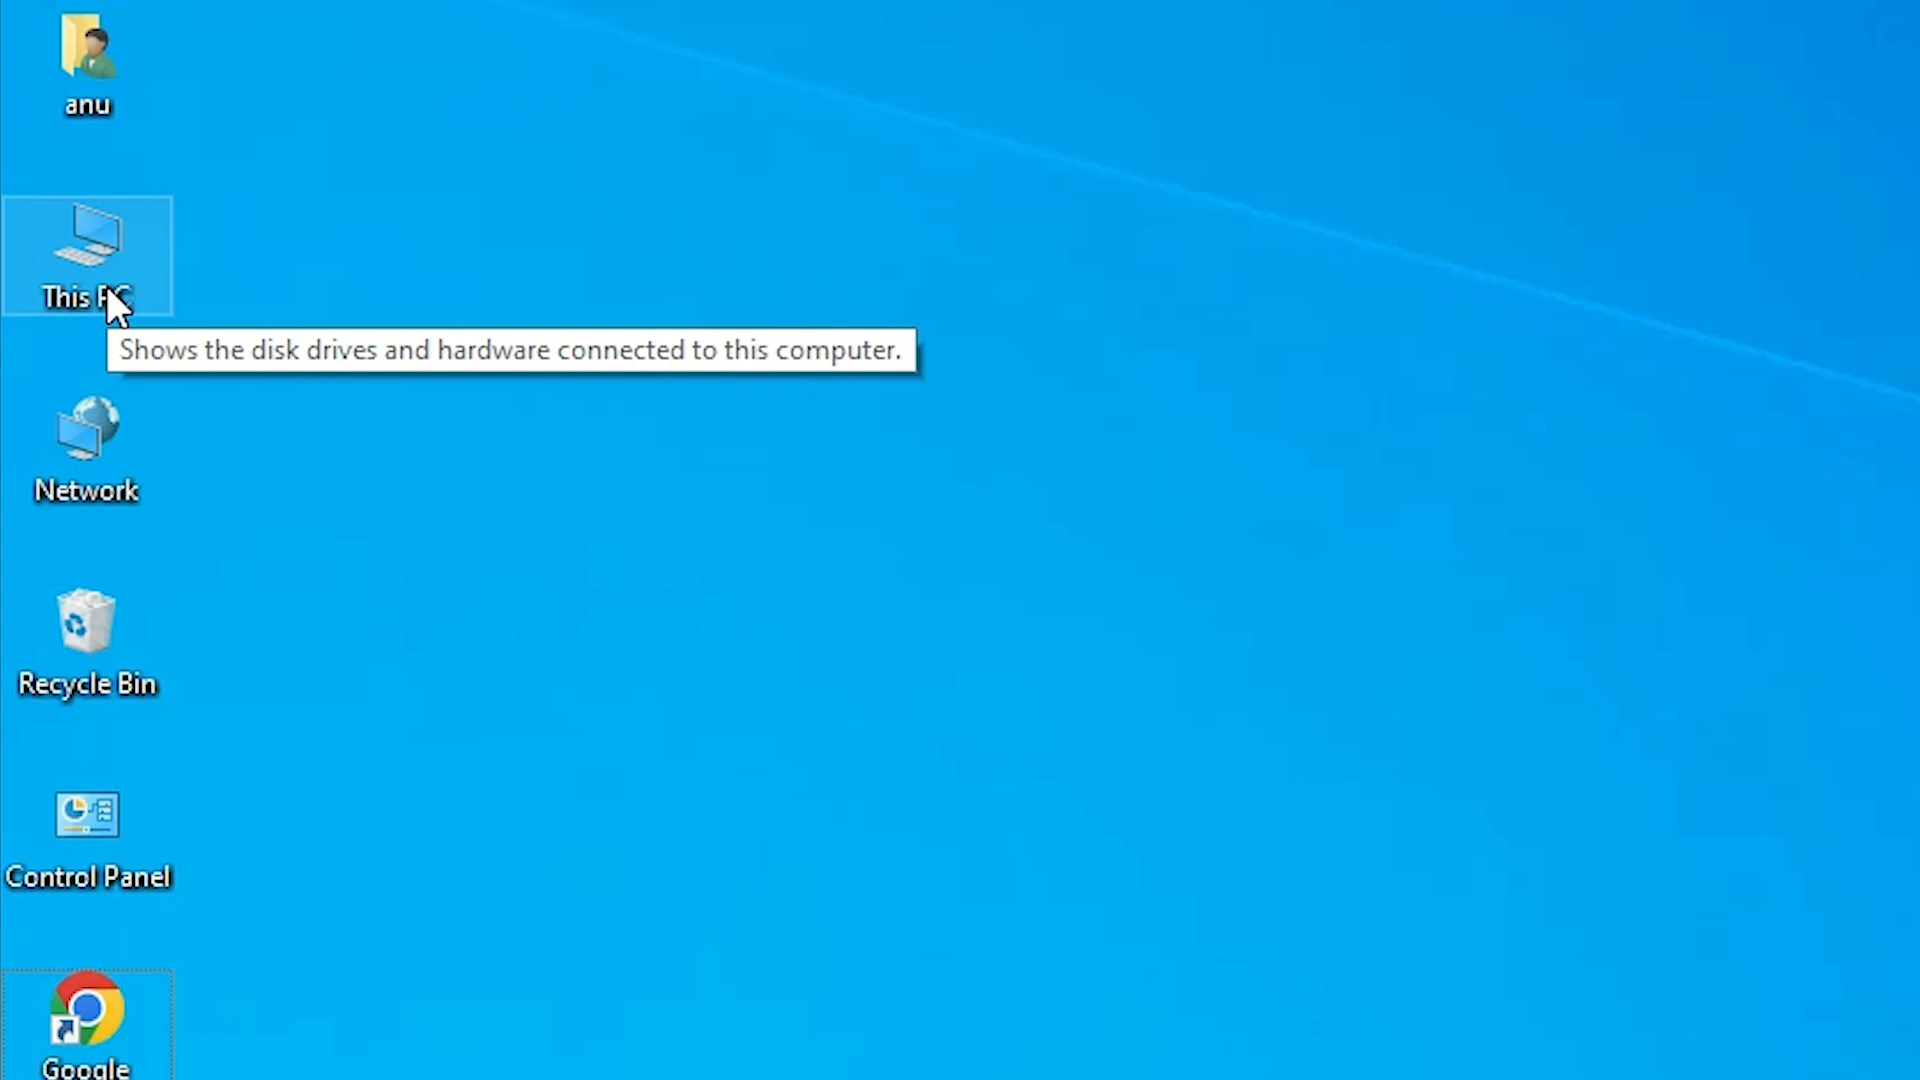 anu
This PC
Shows the disk drives and hardware connected to this computer.
Network
Recycle Bin
Control Panel
Google